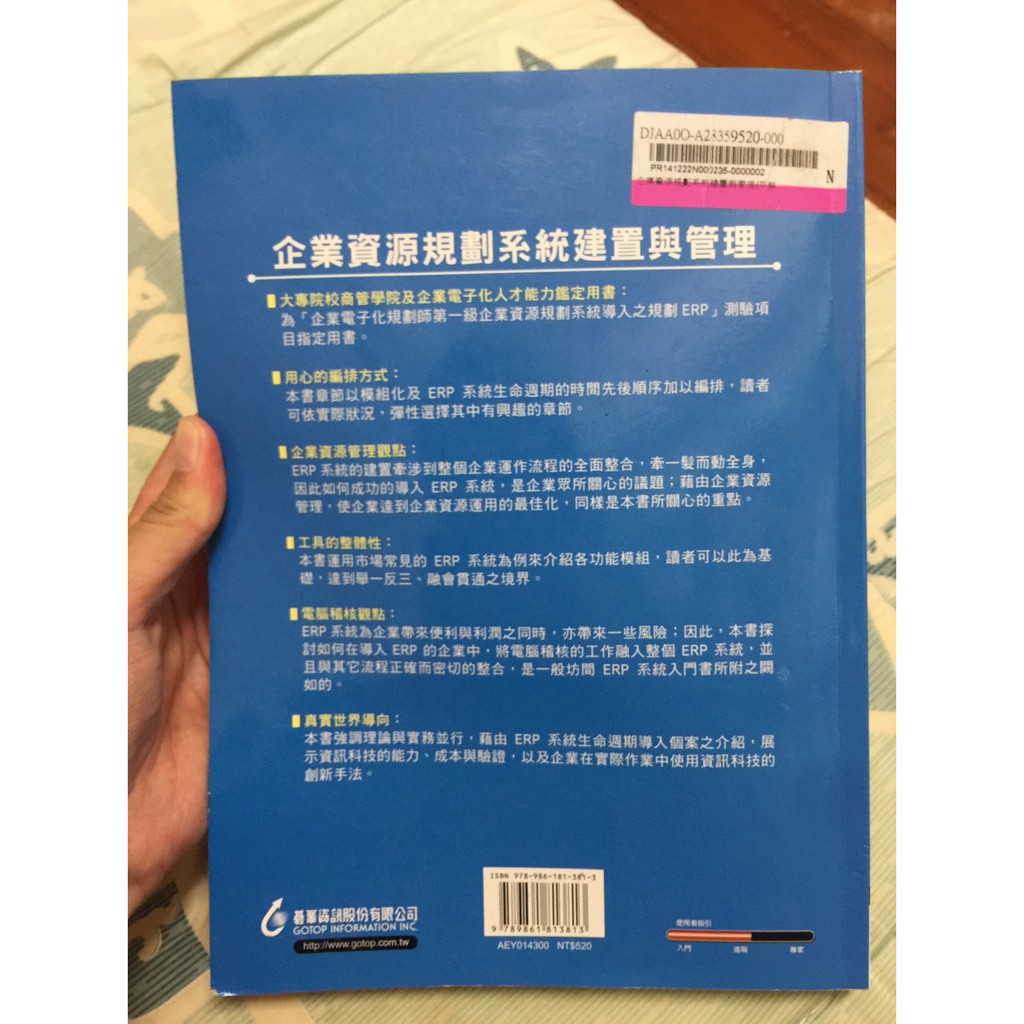 DJAA0O-A28359520-000
PR141222N000235-0000002
N
企業資源規劃系統建置與管理
大專院校商管學院及企業電子化人才能力鑑定用書：
為「企業電子化規劃師第一級企業資源規劃系統導入之規劃 ERP」測驗項
目指定用書。
用心的編排方式：
本書章節以模組化及 ERP 系統生命週期的時間先後順序加以編排，讀者
可依實際狀況，彈性選擇其中有興趣的章節。
企業資源管理觀點：
ERP 系統的建置牽涉到整個企業運作流程的全面整合，牽一髮而動全身，
因此如何成功的導入 ERP 系統，是企業眾所關心的議題；藉由企業資源
管理，使企業達到企業資源運用的最佳化，同樣是本書所關心的重點。
工具的整體性：
本書運用市場常見的 ERP 系統為例來介紹各功能模組，讀者可以此為基
礎，達到舉一反三、融會貫通之境界。
電腦稽核觀點：
ERP 系統為企業帶來便利與利潤之同時，亦帶來一些風險；因此，本書探
討如何在導入 ERP 的企業中，將電腦稽核的工作融入整個 ERP 系統，並
且與其它流程正確而密切的整合，是一般坊間 ERP 系統入門書所附之闕
如的。
真實世界導向：
本書強調理論與實務並行，藉由 ERP 系統生命週期導入個案之介紹，展
示資訊科技的能力、成本與驗證，以及企業在實際作業中使用資訊科技的
創新手法。
ISBN 978-986-181-381-3
9 789861 813813
AEY014300 NT$520
碁峯資訊股份有限公司
GOTOP INFORMATION INC.
http://www.gotop.com.tw
使用者指引
入門 進階 專家